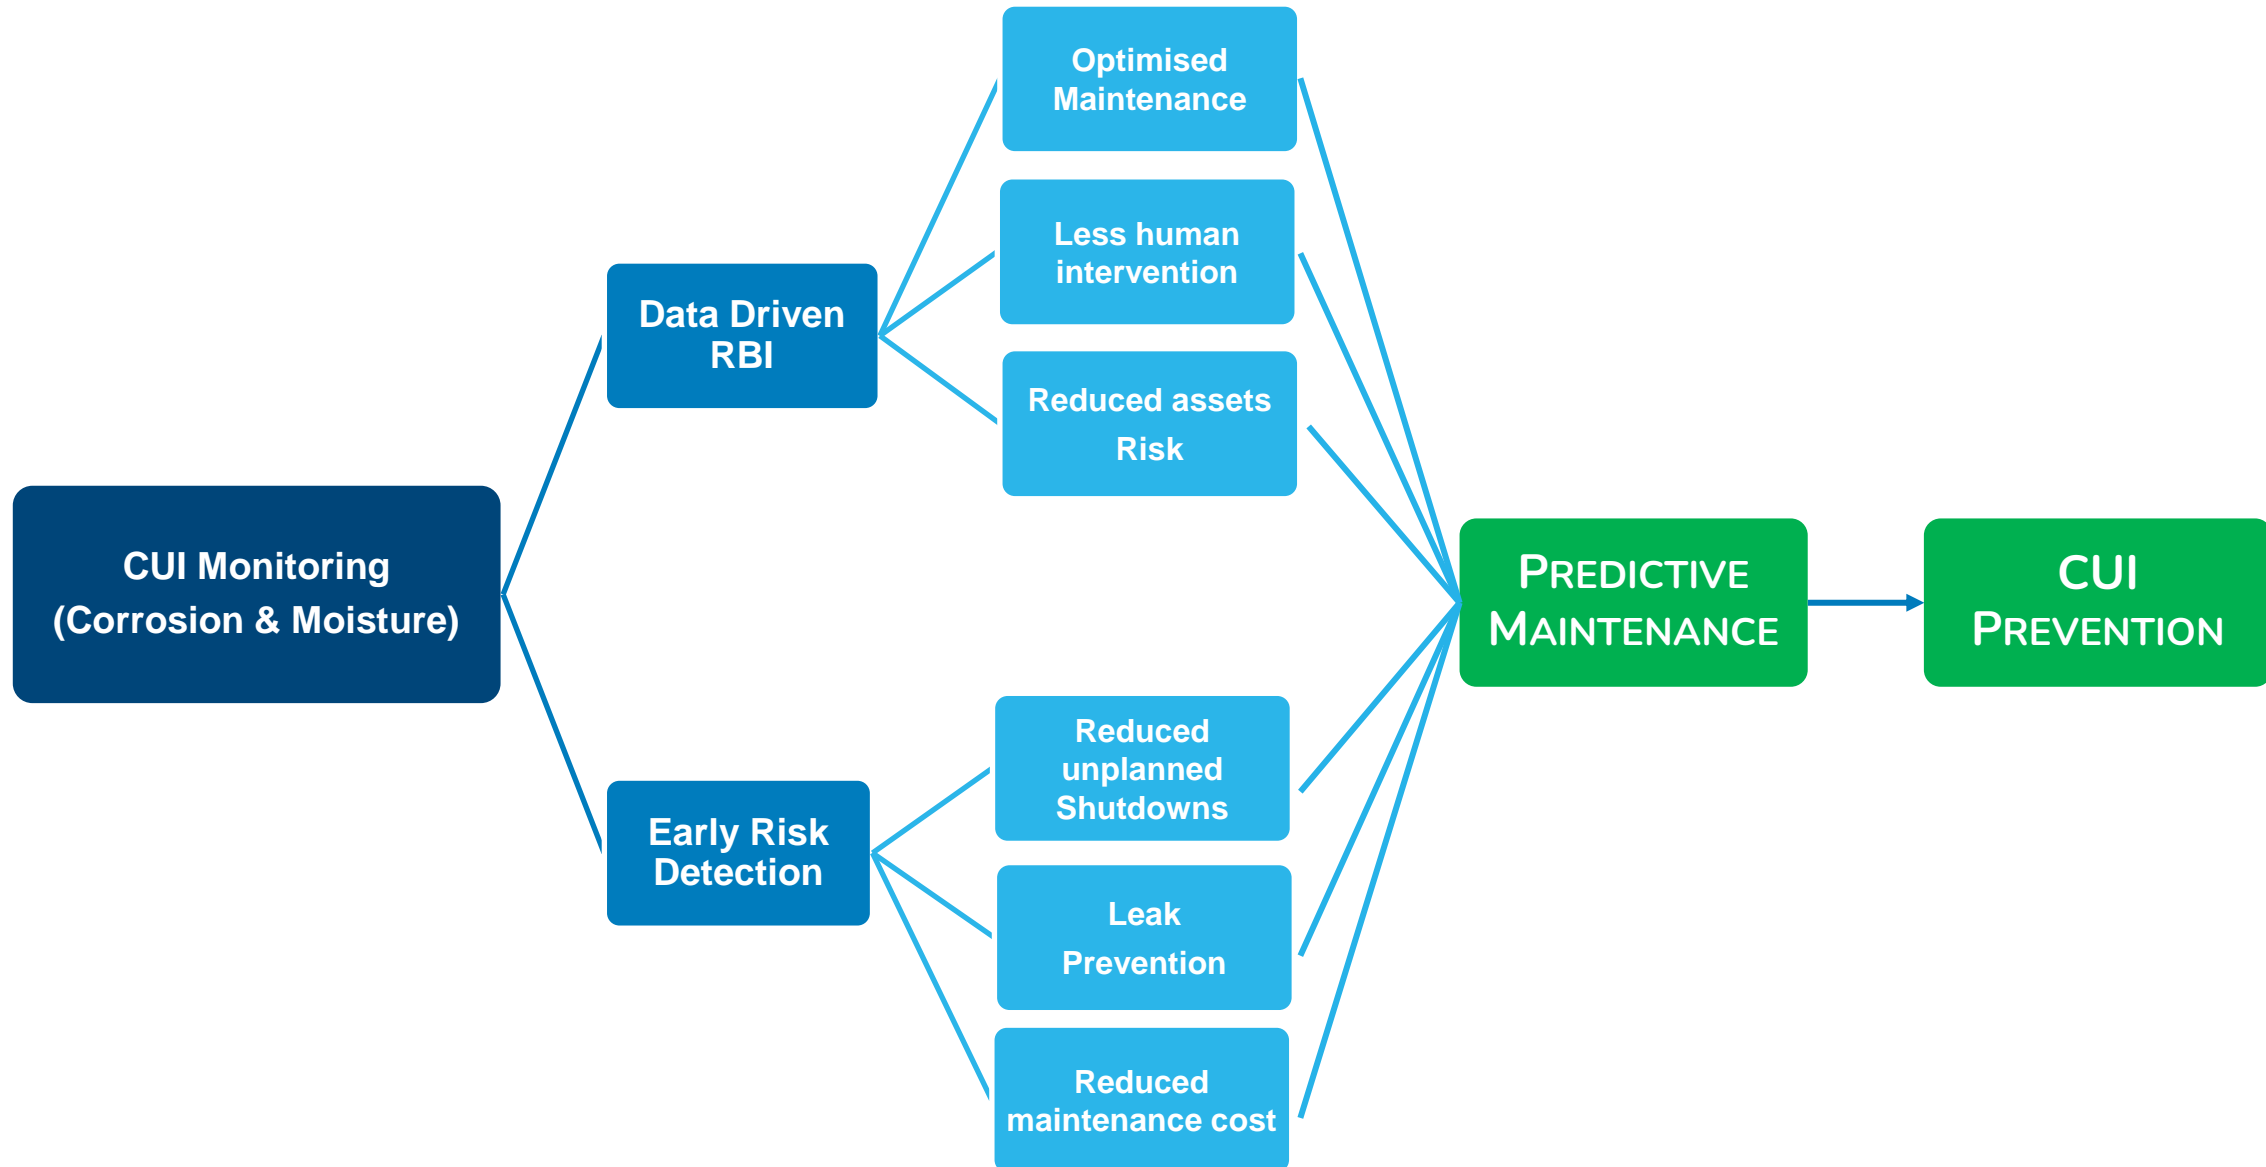 CUI Monitoring
(Corrosion & Moisture)
Data Driven
RBI
Optimised
Maintenance
Less human
intervention
Reduced assets
Risk
Early Risk
Detection
Reduced
unplanned
Shutdowns
Leak
Prevention
Reduced
maintenance cost
PREDICTIVE
MAINTENANCE
CUI
PREVENTION